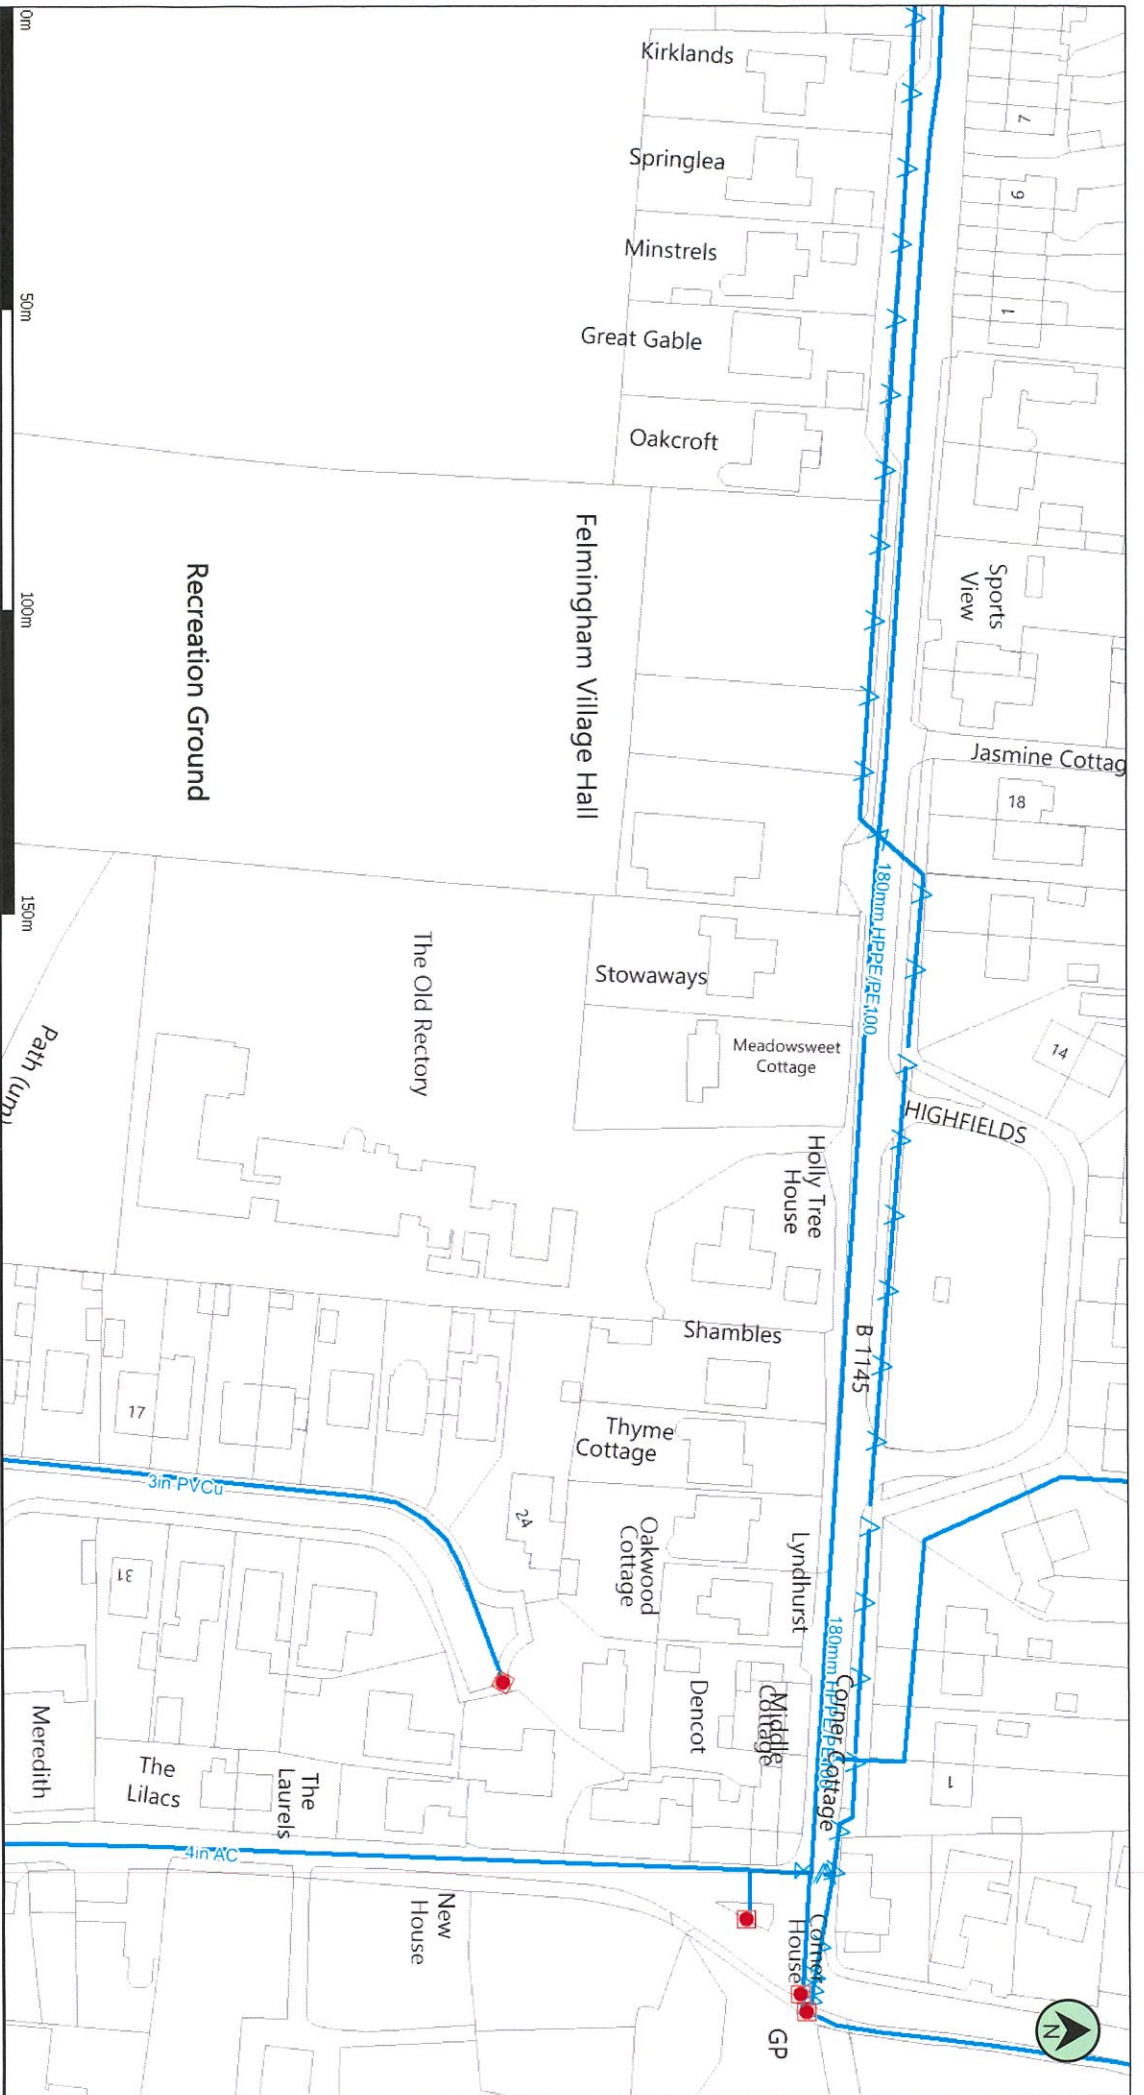 0m
50m
100m
150m
Kirklands
Springlea
Minstrels
Great Gable
Oakcroft
7
9
1
Sports
View
Jasmine Cottag
18
Felmingham Village Hall
Recreation Ground
180mm HPPE/PE100
Stowaways
Meadowsweet
Cottage
14
HIGHFIELDS
The Old Rectory
Path (um)
Holly Tree
House
Shambles
B 1145
Thyme
Cottage
17
3in PVCu
24
Oakwood
Cottage
Lyndhurst
31
180mm HPPE/PE100
Corner Cottage
Middle
Cottage
Dencot
1
Meredith
The
Lilacs
The
Laurels
4in AC
New
House
Corner
House
GP
N